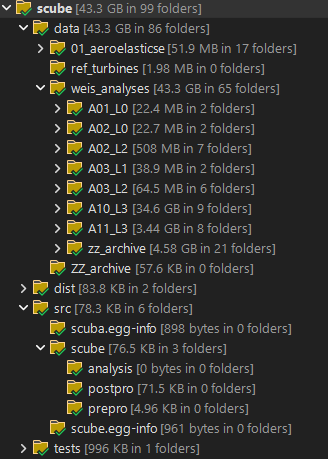 scube [43.3 GB in 99 folders]
data [43.3 GB in 86 folders]
01_aeroelasticse [51.9 MB in 17 folders]
ref_turbines [1.98 MB in 0 folders]
weis_analyses [43.3 GB in 65 folders]
A01_L0 [22.4 MB in 2 folders]
A02_L0 [22.7 MB in 2 folders]
A02_L2 [508 MB in 7 folders]
A03_L1 [38.9 MB in 2 folders]
A03_L2 [64.5 MB in 6 folders]
A10_L3 [34.6 GB in 9 folders]
A11_L3 [3.44 GB in 8 folders]
zz_archive [4.58 GB in 21 folders]
ZZ_archive [57.6 KB in 0 folders]
dist [83.8 KB in 2 folders]
src [78.3 KB in 6 folders]
scuba.egg-info [898 bytes in 0 folders]
scube [76.5 KB in 3 folders]
analysis [0 bytes in 0 folders]
postpro [71.5 KB in 0 folders]
prepro [4.96 KB in 0 folders]
scube.egg-info [961 bytes in 0 folders]
tests [996 KB in 1 folders]